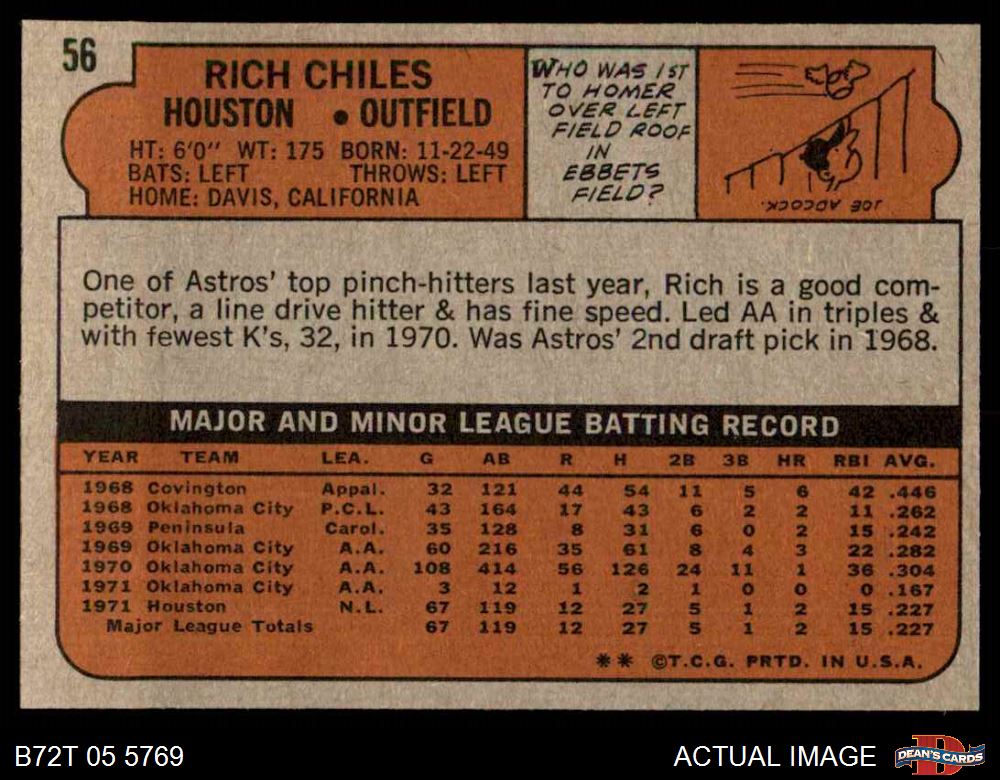 56
RICH CHILES
HOUSTON • OUTFIELD
HT: 6'0" WT: 175 BORN: 11-22-49
BATS: LEFT THROWS: LEFT
HOME: DAVIS, CALIFORNIA
WHO WAS 1ST
TO HOMER
OVER LEFT
FIELD ROOF
IN
EBBETS
FIELD?
JOE ADCOCK.
One of Astros' top pinch-hitters last year, Rich is a good com-
petitor, a line drive hitter & has fine speed. Led AA in triples &
with fewest K's, 32, in 1970. Was Astros' 2nd draft pick in 1968.
MAJOR AND MINOR LEAGUE BATTING RECORD
YEAR TEAM LEA. G AB R H 2B 3B HR RBI AVG.
1968 Covington Appal. 32 121 44 54 11 5 6 42 .446
1968 Oklahoma City P.C.L. 43 164 17 43 6 2 2 11 .262
1969 Peninsula Carol. 35 128 8 31 6 0 2 15 .242
1969 Oklahoma City A.A. 60 216 35 61 8 4 3 22 .282
1970 Oklahoma City A.A. 108 414 56 126 24 11 1 36 .304
1971 Oklahoma City A.A. 3 12 1 2 1 0 0 0 .167
1971 Houston N.L. 67 119 12 27 5 1 2 15 .227
Major League Totals 67 119 12 27 5 1 2 15 .227
** ©T.C.G. PRTD. IN U.S.A.
B72T 05 5769 ACTUAL IMAGE DEAN'S CARDS